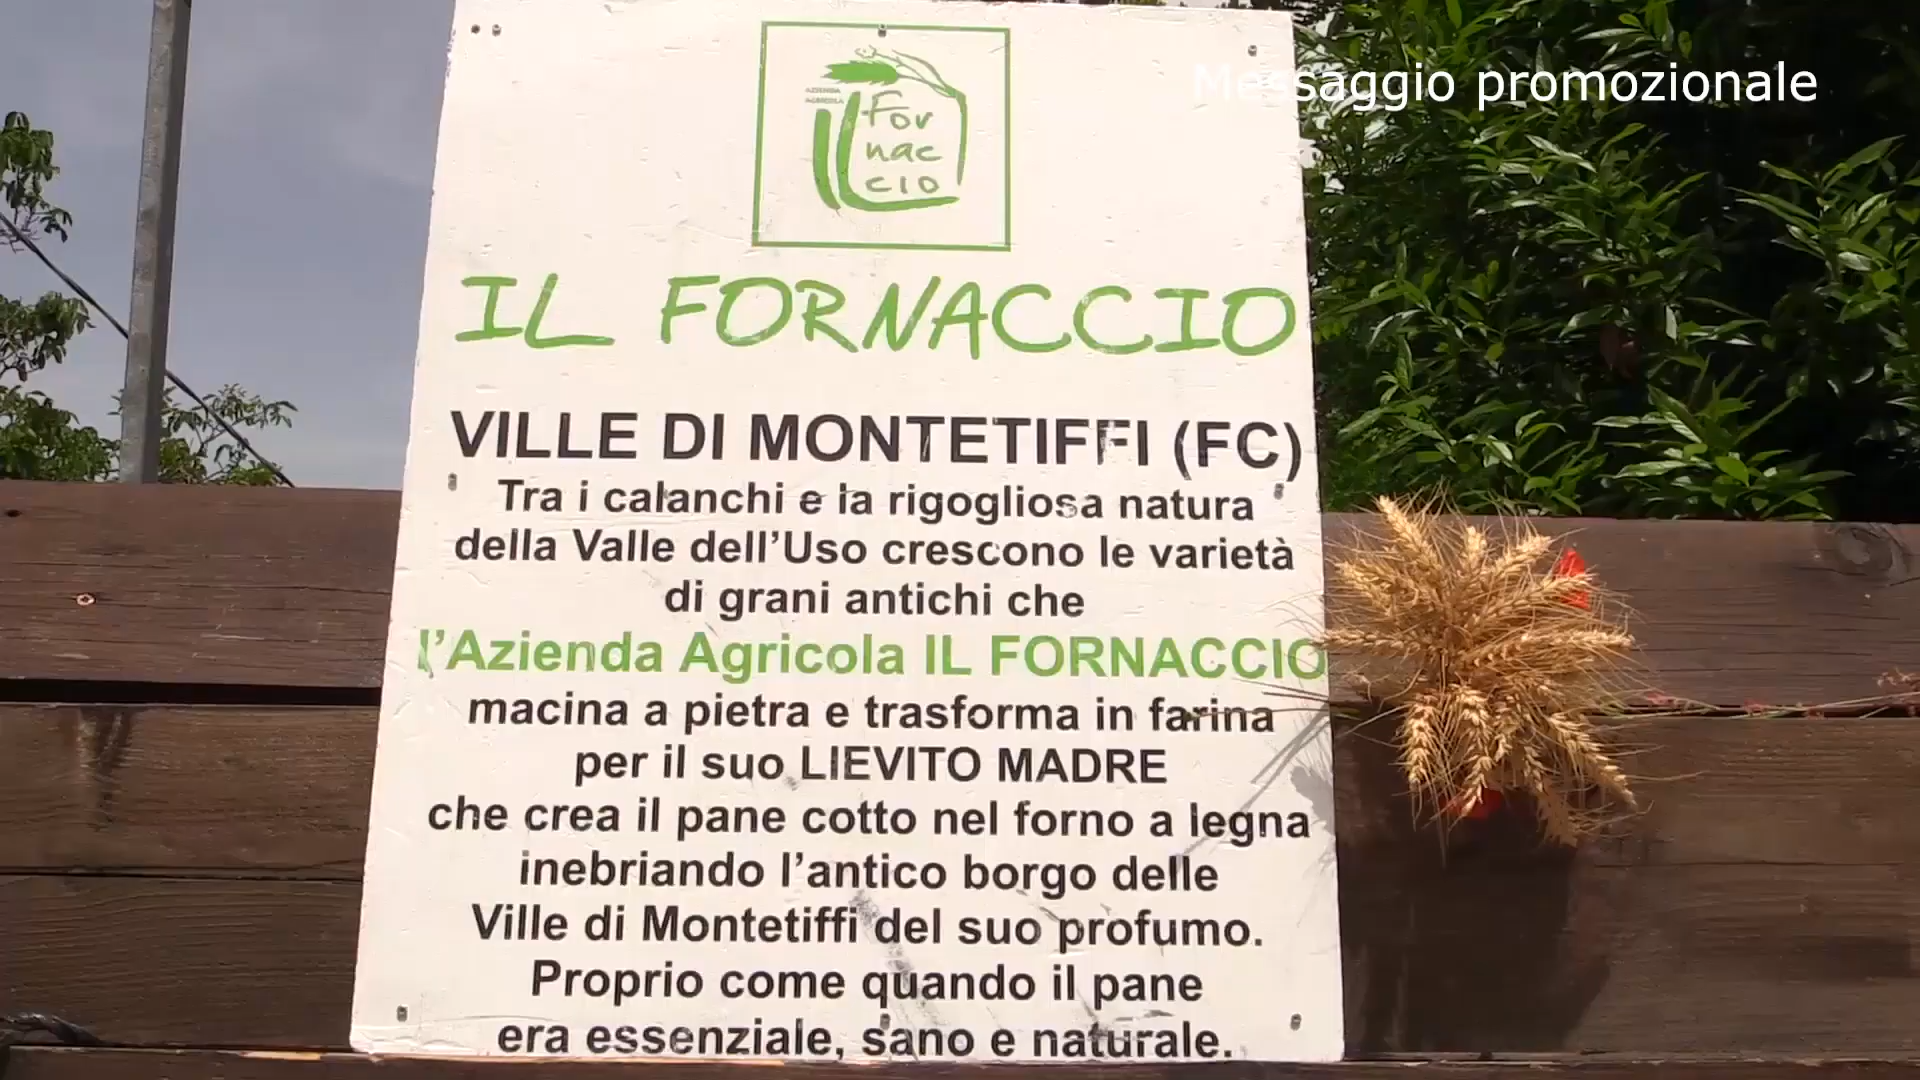 Messaggio promozionale
AZIENDA
AGRICOLA
For
nac
cio
IL FORNACCIO
VILLE DI MONTETIFFI (FC)
Tra i calanchi e la rigogliosa natura
della Valle dell'Uso crescono le varietà
di grani antichi che
l'Azienda Agricola IL FORNACCIO
macina a pietra e trasforma in farina
per il suo LIEVITO MADRE
che crea il pane cotto nel forno a legna
inebriando l'antico borgo delle
Ville di Montetiffi del suo profumo.
Proprio come quando il pane
era essenziale, sano e naturale.